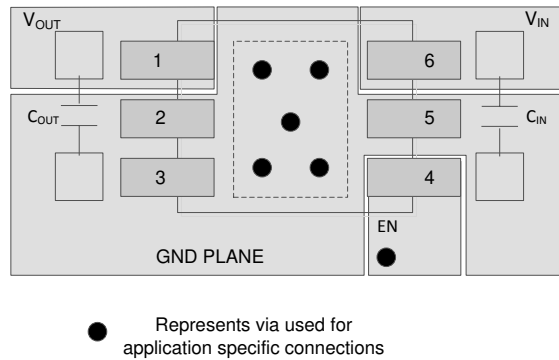 VOUT
VIN
1
6
COUT
2
5
CIN
3
4
EN
GND PLANE
Represents via used for
application specific connections